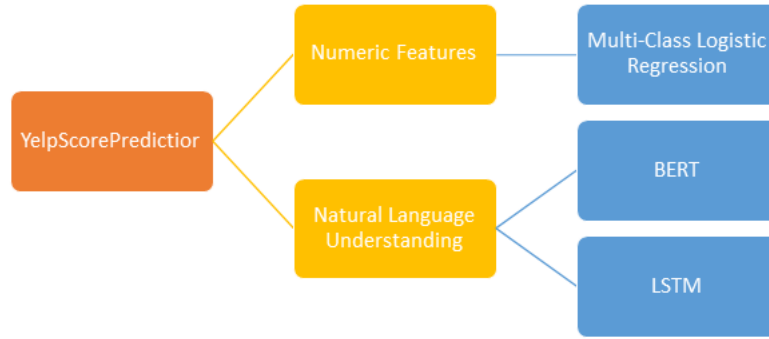 YelpScorePredictior
Numeric Features
Natural Language
Understanding
Multi-Class Logistic
Regression
BERT
LSTM